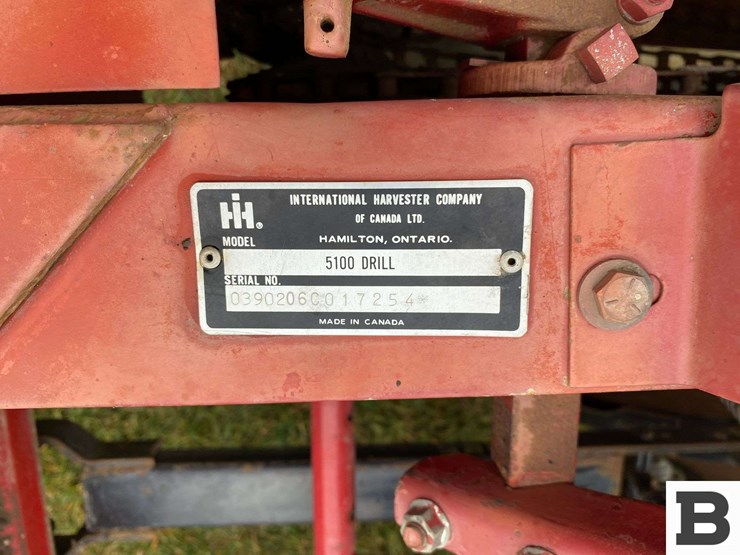 IH®
INTERNATIONAL HARVESTER COMPANY
OF CANADA LTD.
MODEL
HAMILTON, ONTARIO.
5100 DRILL
SERIAL NO.
0390206C017254
MADE IN CANADA
B